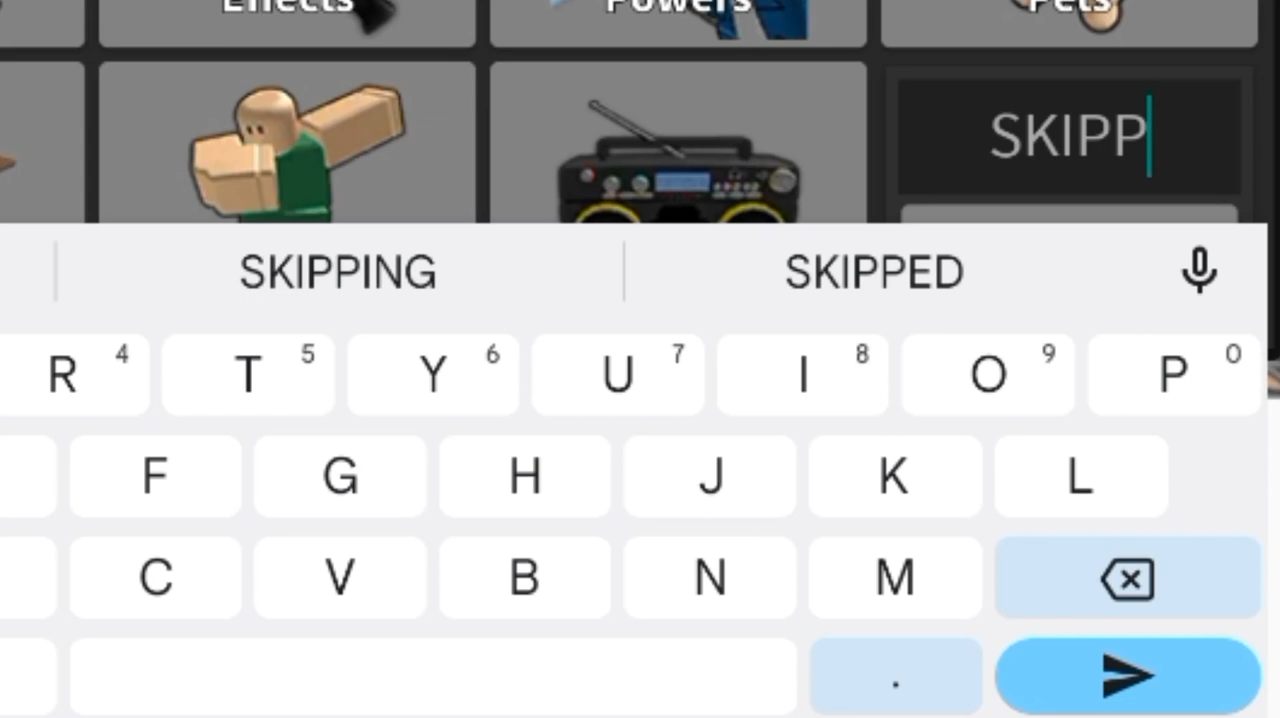 Effects Powers Pets
SKIPP
SKIPPING SKIPPED
R 4 T 5 Y 6 U 7 I 8 O 9 P 0
F G H J K L
C V B N M
.